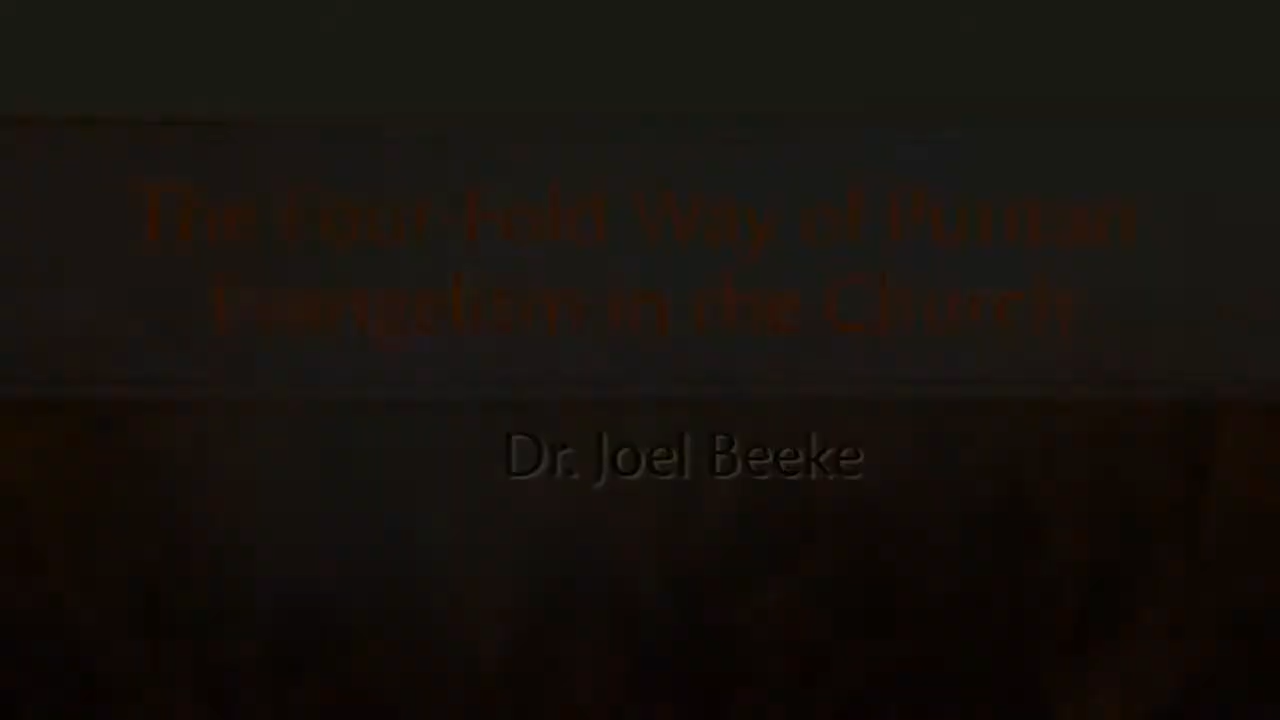 The Four-Fold Way of Puritan
Evangelism in the Church
Dr. Joel Beeke